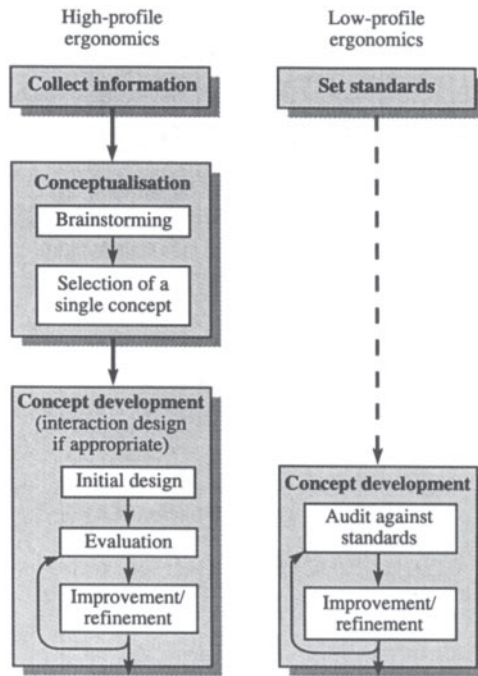 High-profile
ergonomics
Collect information
Conceptualisation
Brainstorming
Selection of a
single concept
Concept development
(interaction design
if appropriate)
Initial design
Evaluation
Improvement/
refinement
Low-profile
ergonomics
Set standards
Concept development
Audit against
standards
Improvement/
refinement